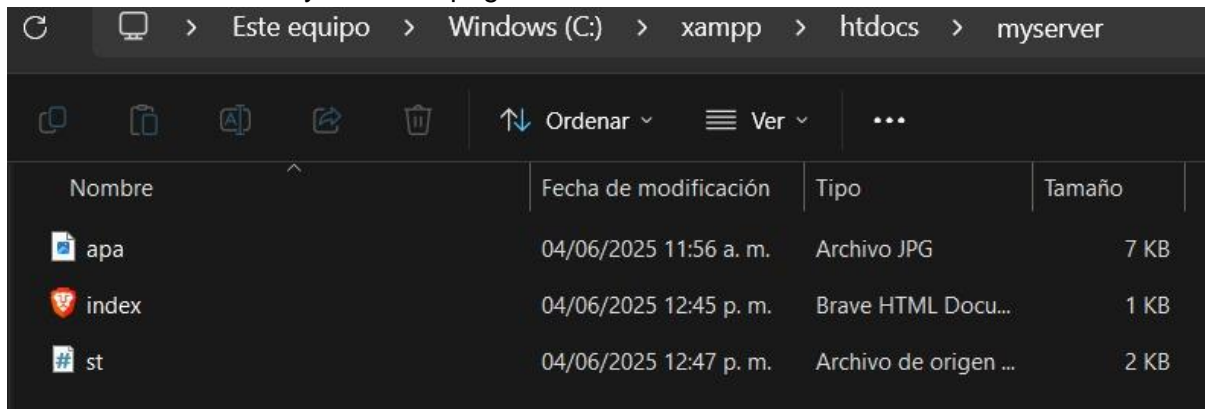 Este equipo > Windows (C:) > xampp > htdocs > myserver
Ordenar Ver ...
Nombre Fecha de modificación Tipo Tamaño
apa 04/06/2025 11:56 a. m. Archivo JPG 7 KB
index 04/06/2025 12:45 p. m. Brave HTML Docu... 1 KB
st 04/06/2025 12:47 p. m. Archivo de origen ... 2 KB